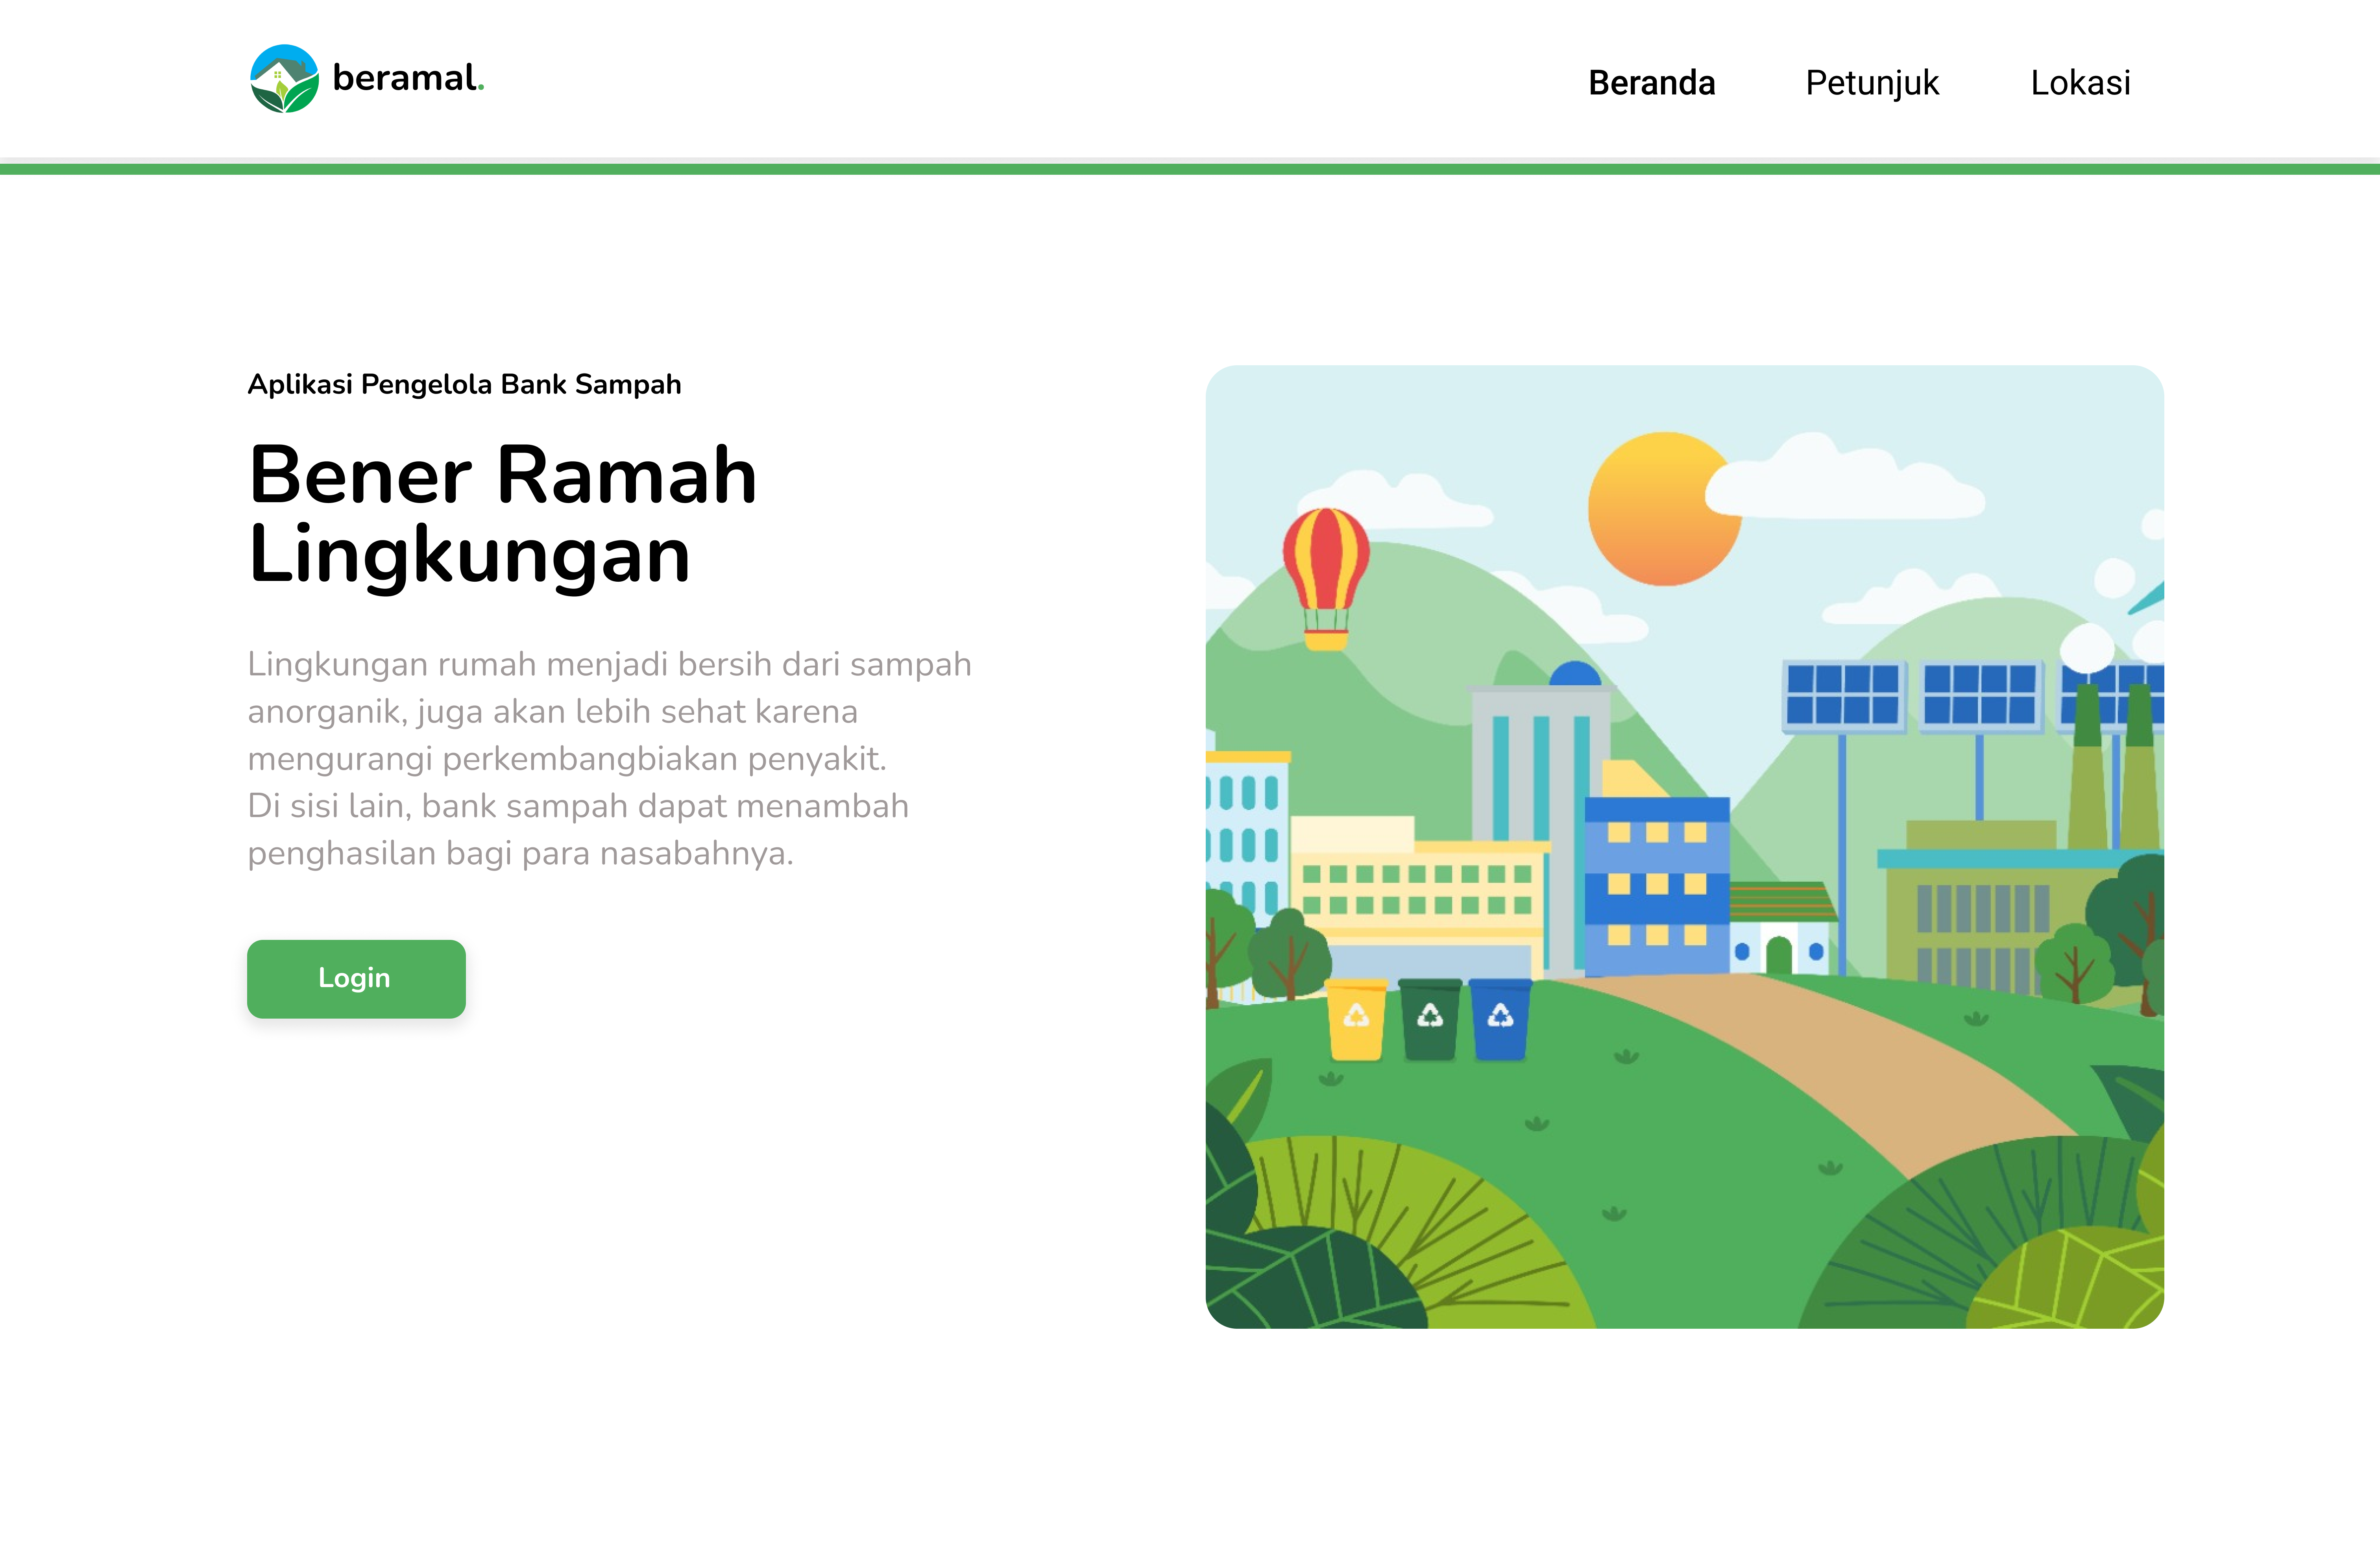 beramal.
Beranda Petunjuk Lokasi
Aplikasi Pengelola Bank Sampah
Bener Ramah
Lingkungan
Lingkungan rumah menjadi bersih dari sampah
anorganik, juga akan lebih sehat karena
mengurangi perkembangbiakan penyakit.
Di sisi lain, bank sampah dapat menambah
penghasilan bagi para nasabahnya.
Login